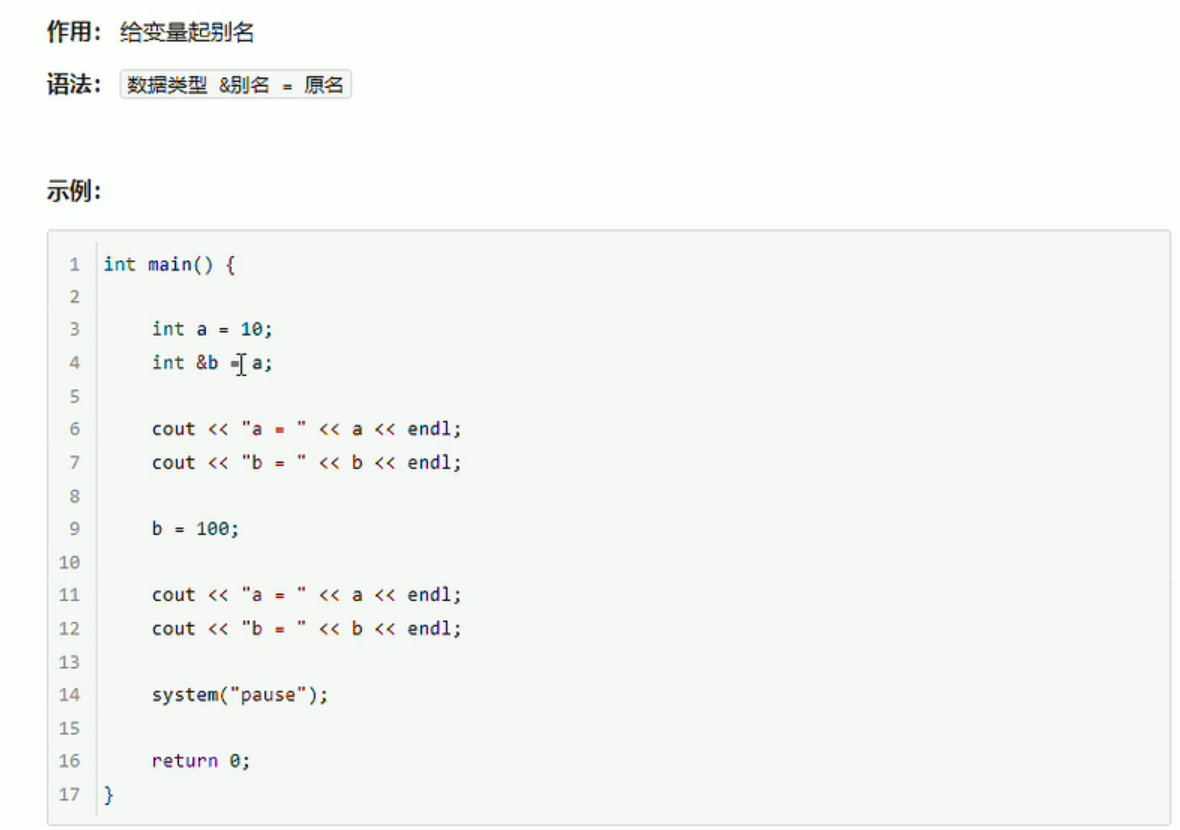 作用： 给变量起别名
语法： 数据类型 &别名 = 原名
示例：
1 int main() {
2
3 int a = 10;
4 int &b = a;
5
6 cout << "a = " << a << endl;
7 cout << "b = " << b << endl;
8
9 b = 100;
10
11 cout << "a = " << a << endl;
12 cout << "b = " << b << endl;
13
14 system("pause");
15
16 return 0;
17 }